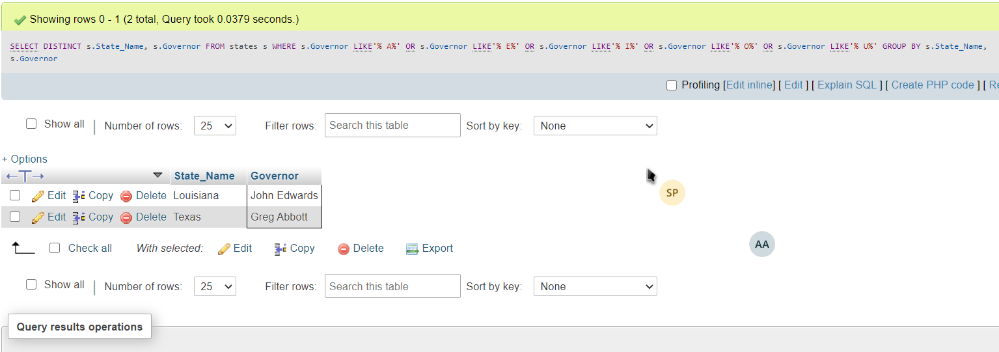 Showing rows 0 - 1 (2 total, Query took 0.0379 seconds.)
SELECT DISTINCT s.State_Name, s.Governor FROM states s WHERE s.Governor LIKE'% A%' OR s.Governor LIKE'% E%' OR s.Governor LIKE'% I%' OR s.Governor LIKE'% O%' OR s.Governor LIKE'% U%' GROUP BY s.State_Name,
s.Governor
Profiling [Edit inline] [ Edit ] [ Explain SQL ] [ Create PHP code ] [ Re
Show all | Number of rows: 25 Filter rows: Search this table Sort by key: None
+ Options
←T→ State_Name Governor
Edit Copy Delete Louisiana John Edwards
SP
Edit Copy Delete Texas Greg Abbott
Check all With selected: Edit Copy Delete Export
AA
Show all | Number of rows: 25 Filter rows: Search this table Sort by key: None
Query results operations